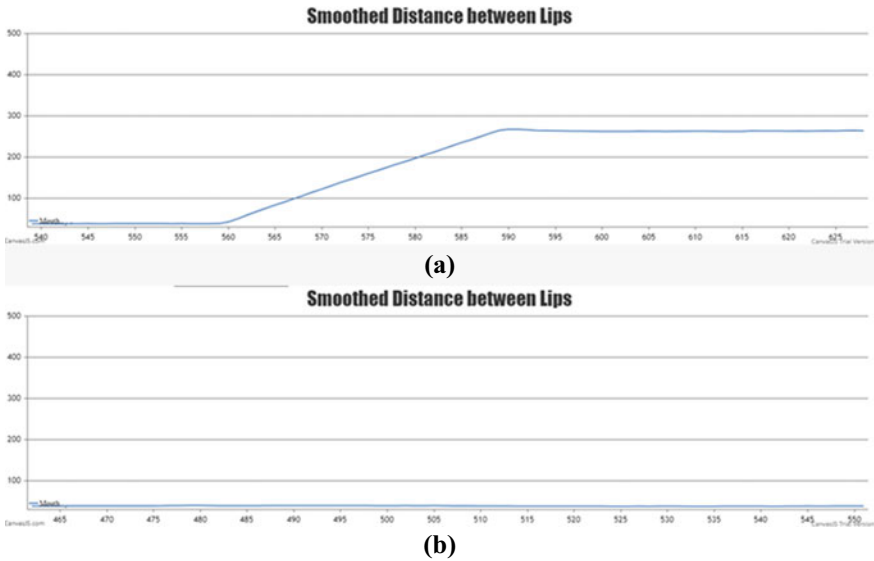 Smoothed Distance between Lips
500
400
300
200
100
Mouth
540 545 550 555 560 565 570 575 580 585 590 595 600 605 610 615 620 625
CanvasJS.com CanvasJS Trial Version
(a)
Smoothed Distance between Lips
500
400
300
200
100
Mouth
465 470 475 480 485 490 495 500 505 510 515 520 525 530 535 540 545 550
CanvasJS.com CanvasJS Trial Version
(b)